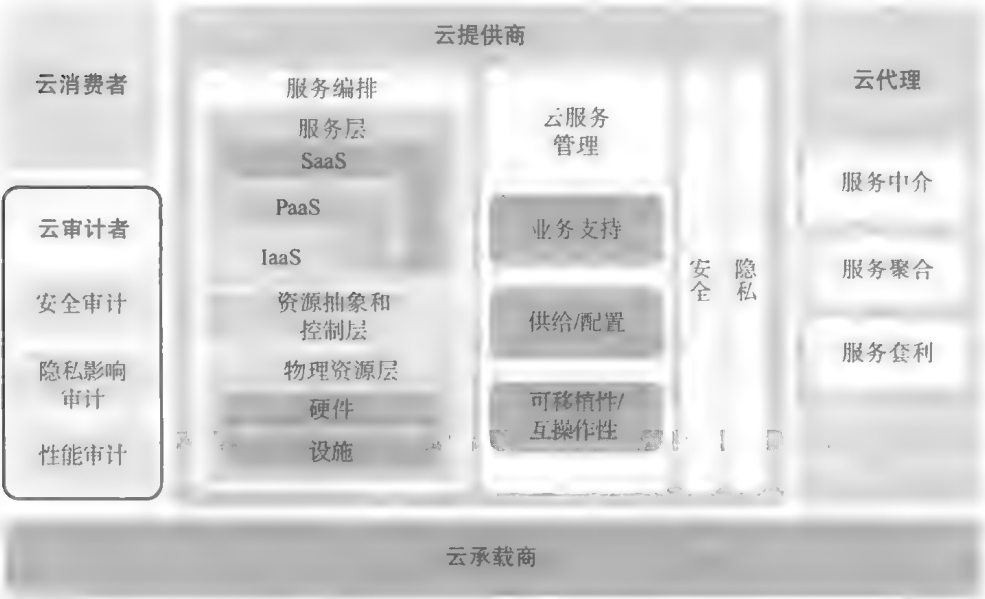 云消费者
云审计者
安全审计
隐私影响
审计
性能审计
云提供商
服务编排
服务层
SaaS
PaaS
IaaS
资源抽象和
控制层
物理资源层
硬件
设施
云服务
管理
业务支持
供给/配置
可移植性/
互操作性
安全
隐私
云代理
服务中介
服务聚合
服务套利
云承载商